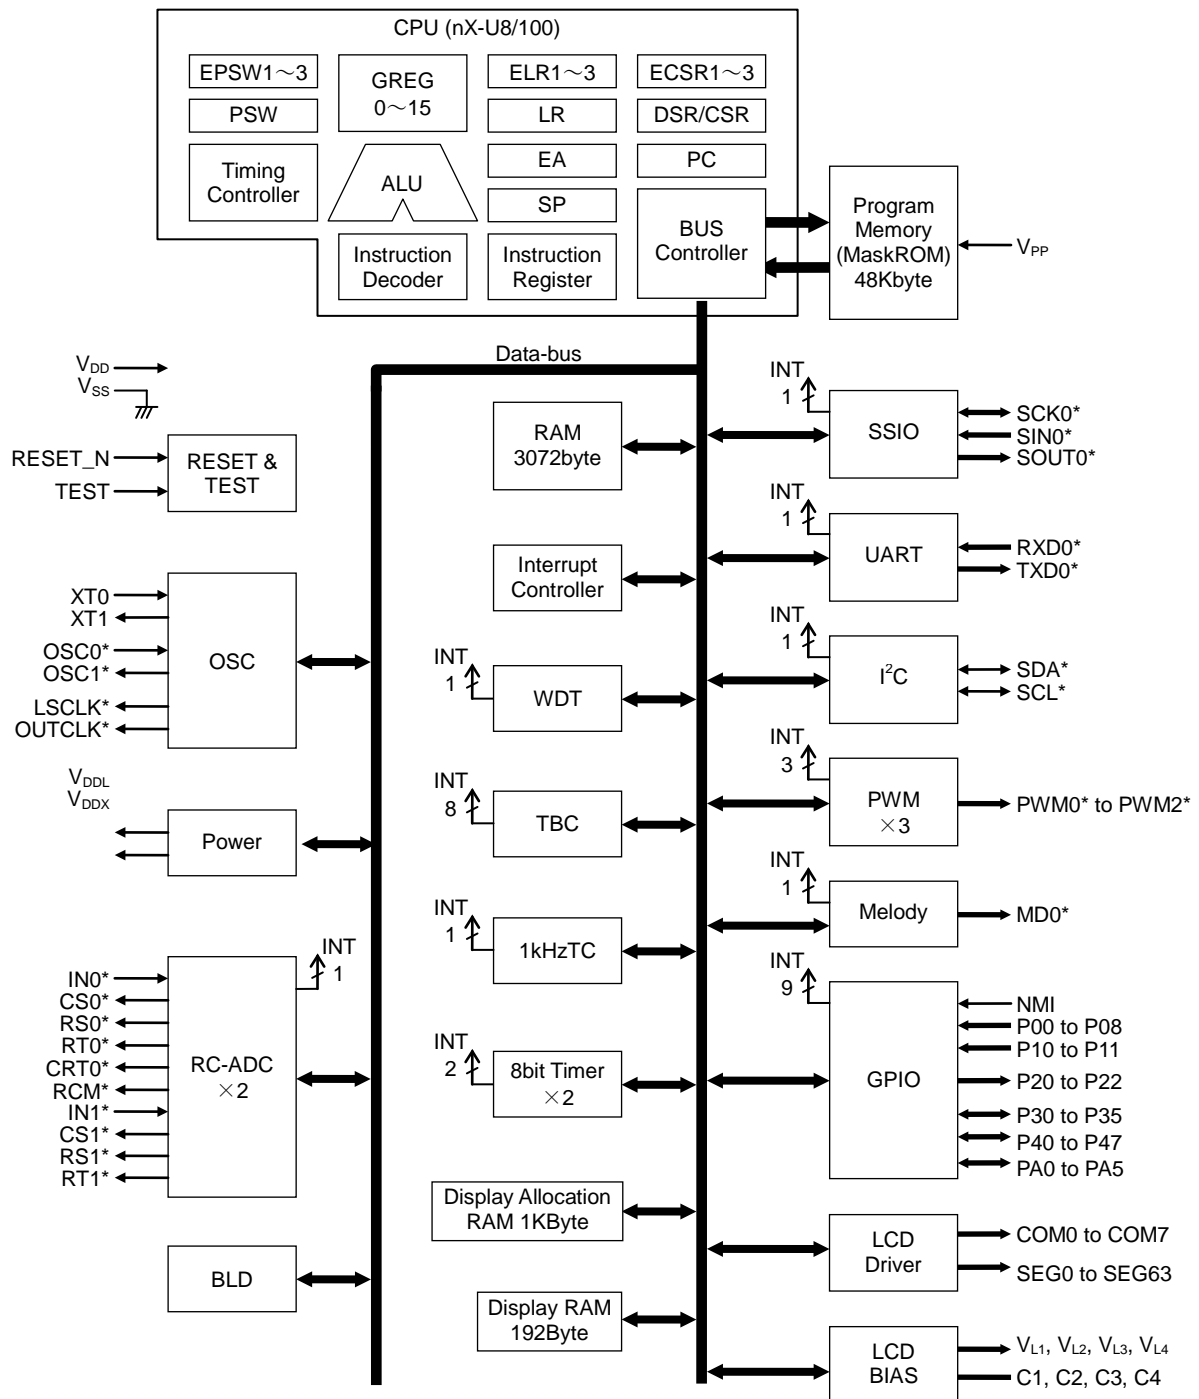 CPU (nX-U8/100)
EPSW1～3
GREG
0～15
ELR1～3
ECSR1～3
PSW
LR
DSR/CSR
Timing
Controller
ALU
EA
PC
SP
BUS
Controller
Instruction
Decoder
Instruction
Register
Program
Memory
(MaskROM)
48Kbyte
VPP
Data-bus
VDD
VSS
RESET_N
TEST
RESET &
TEST
XT0
XT1
OSC0*
OSC1*
LSCLK*
OUTCLK*
OSC
VDDL
VDDX
Power
IN0*
CS0*
RS0*
RT0*
CRT0*
RCM*
IN1*
CS1*
RS1*
RT1*
RC-ADC
×2
INT
1
BLD
RAM
3072byte
Interrupt
Controller
INT
1
WDT
INT
8
TBC
INT
1
1kHzTC
INT
2
8bit Timer
×2
Display Allocation
RAM 1KByte
Display RAM
192Byte
INT
1
SSIO
SCK0*
SIN0*
SOUT0*
INT
1
UART
RXD0*
TXD0*
INT
1
I²C
SDA*
SCL*
INT
3
PWM
×3
PWM0* to PWM2*
INT
1
Melody
MD0*
INT
9
GPIO
NMI
P00 to P08
P10 to P11
P20 to P22
P30 to P35
P40 to P47
PA0 to PA5
LCD
Driver
COM0 to COM7
SEG0 to SEG63
LCD
BIAS
VL1, VL2, VL3, VL4
C1, C2, C3, C4